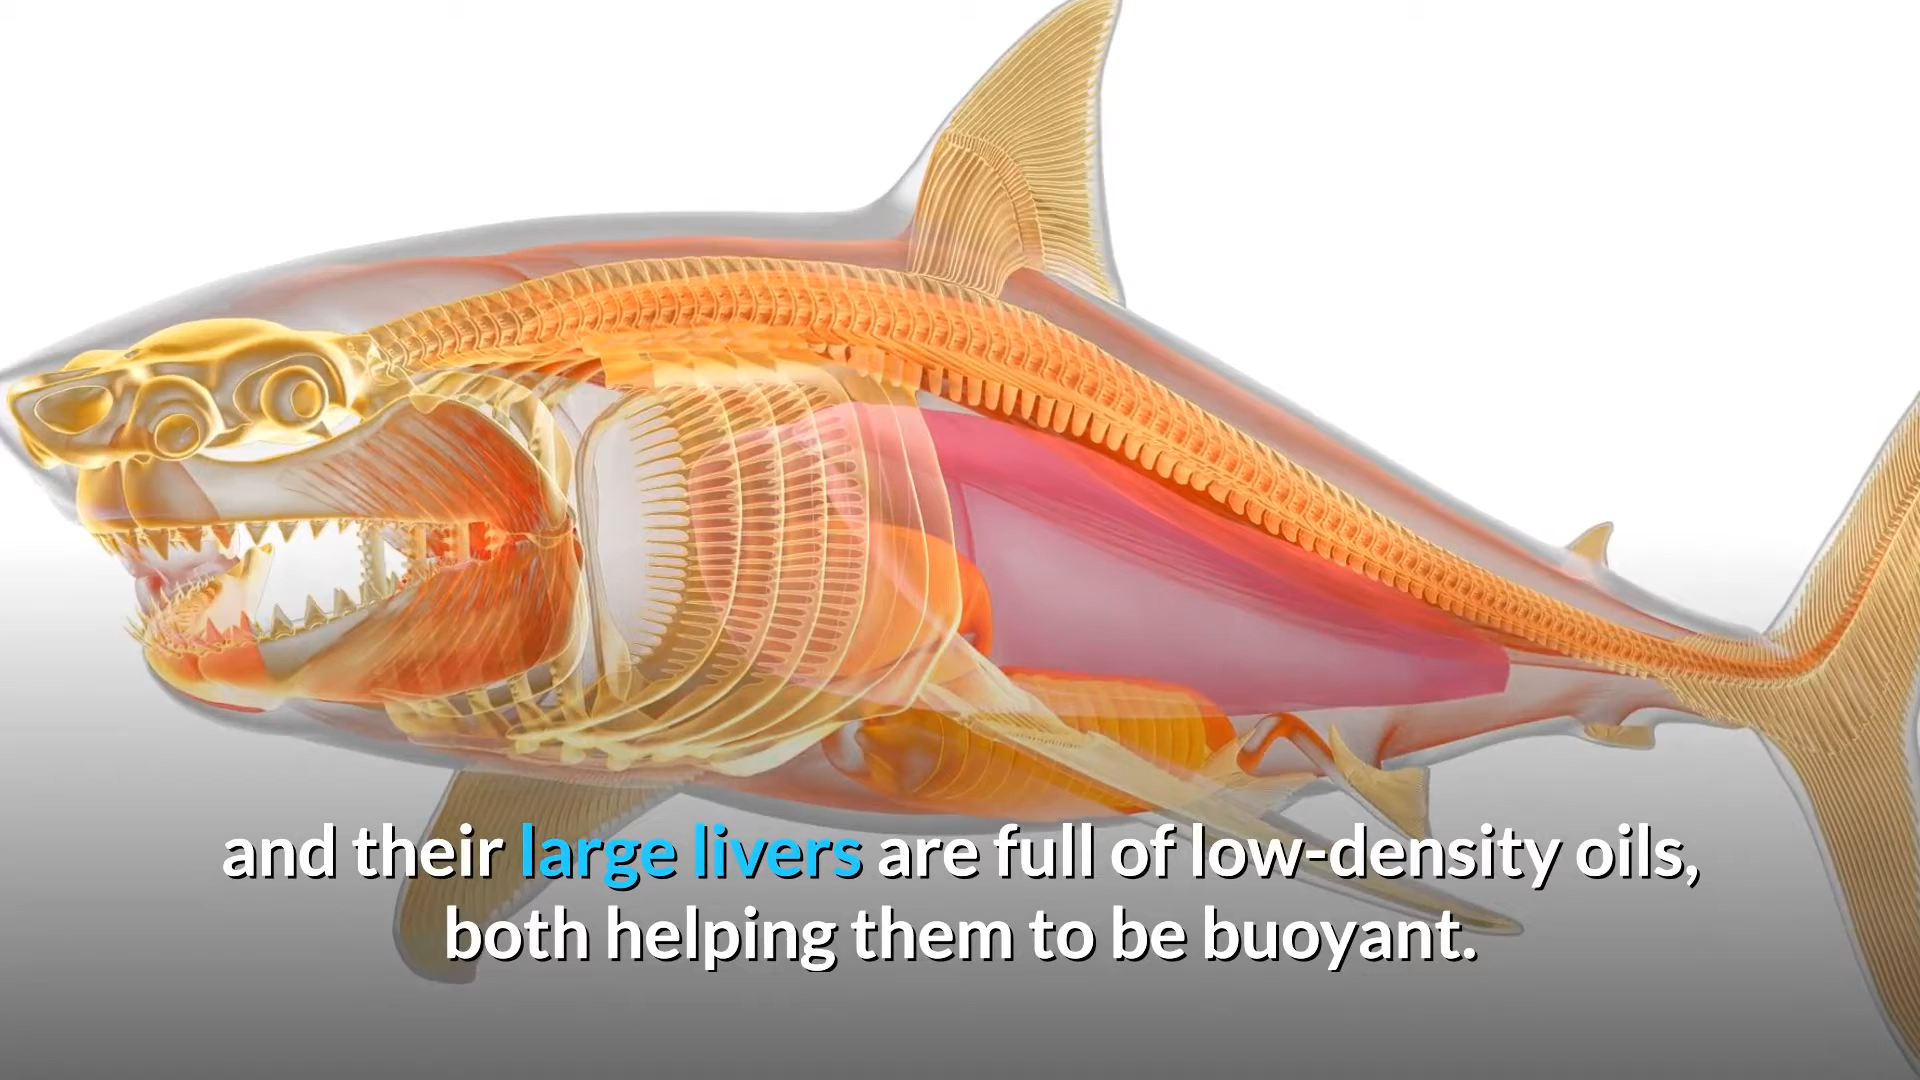 and their large livers are full of low-density oils,
both helping them to be buoyant.